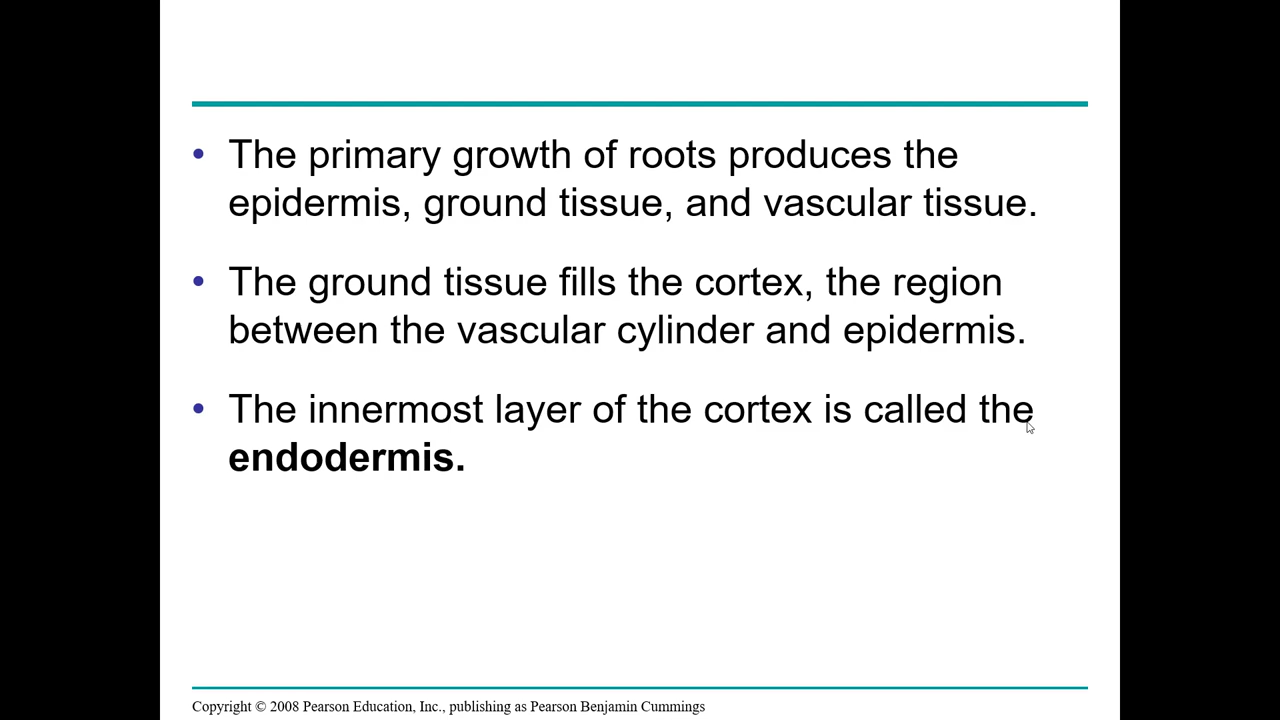 • The primary growth of roots produces the
epidermis, ground tissue, and vascular tissue.
• The ground tissue fills the cortex, the region
between the vascular cylinder and epidermis.
• The innermost layer of the cortex is called the
endodermis.
Copyright © 2008 Pearson Education, Inc., publishing as Pearson Benjamin Cummings